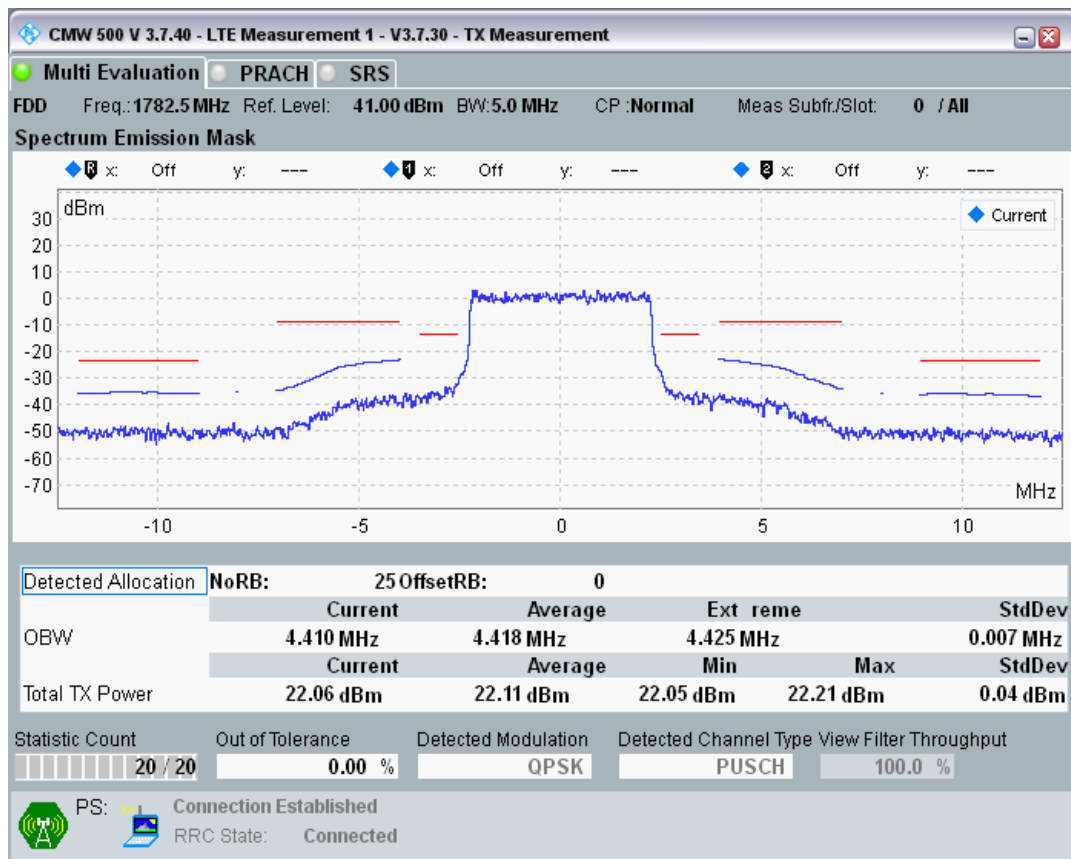 CMW 500 V 3.7.40 - LTE Measurement 1 - V3.7.30 - TX Measurement
Multi Evaluation PRACH SRS
FDD Freq.:1782.5 MHz Ref. Level: 41.00 dBm BW:5.0 MHz CP :Normal Meas Subfr./Slot: 0 / All
Spectrum Emission Mask
R x: Off y: --- 1 x: Off y: --- 2 x: Off y: ---
dBm
Current
30
20
10
0
-10
-20
-30
-40
-50
-60
-70
MHz
-10 -5 0 5 10
Detected Allocation NoRB: 25 OffsetRB: 0
Current Average Ext reme StdDev
OBW 4.410 MHz 4.418 MHz 4.425 MHz 0.007 MHz
Current Average Min Max StdDev
Total TX Power 22.06 dBm 22.11 dBm 22.05 dBm 22.21 dBm 0.04 dBm
Statistic Count Out of Tolerance Detected Modulation Detected Channel Type View Filter Throughput
20 / 20 0.00 % QPSK PUSCH 100.0 %
PS: Connection Established
RRC State: Connected